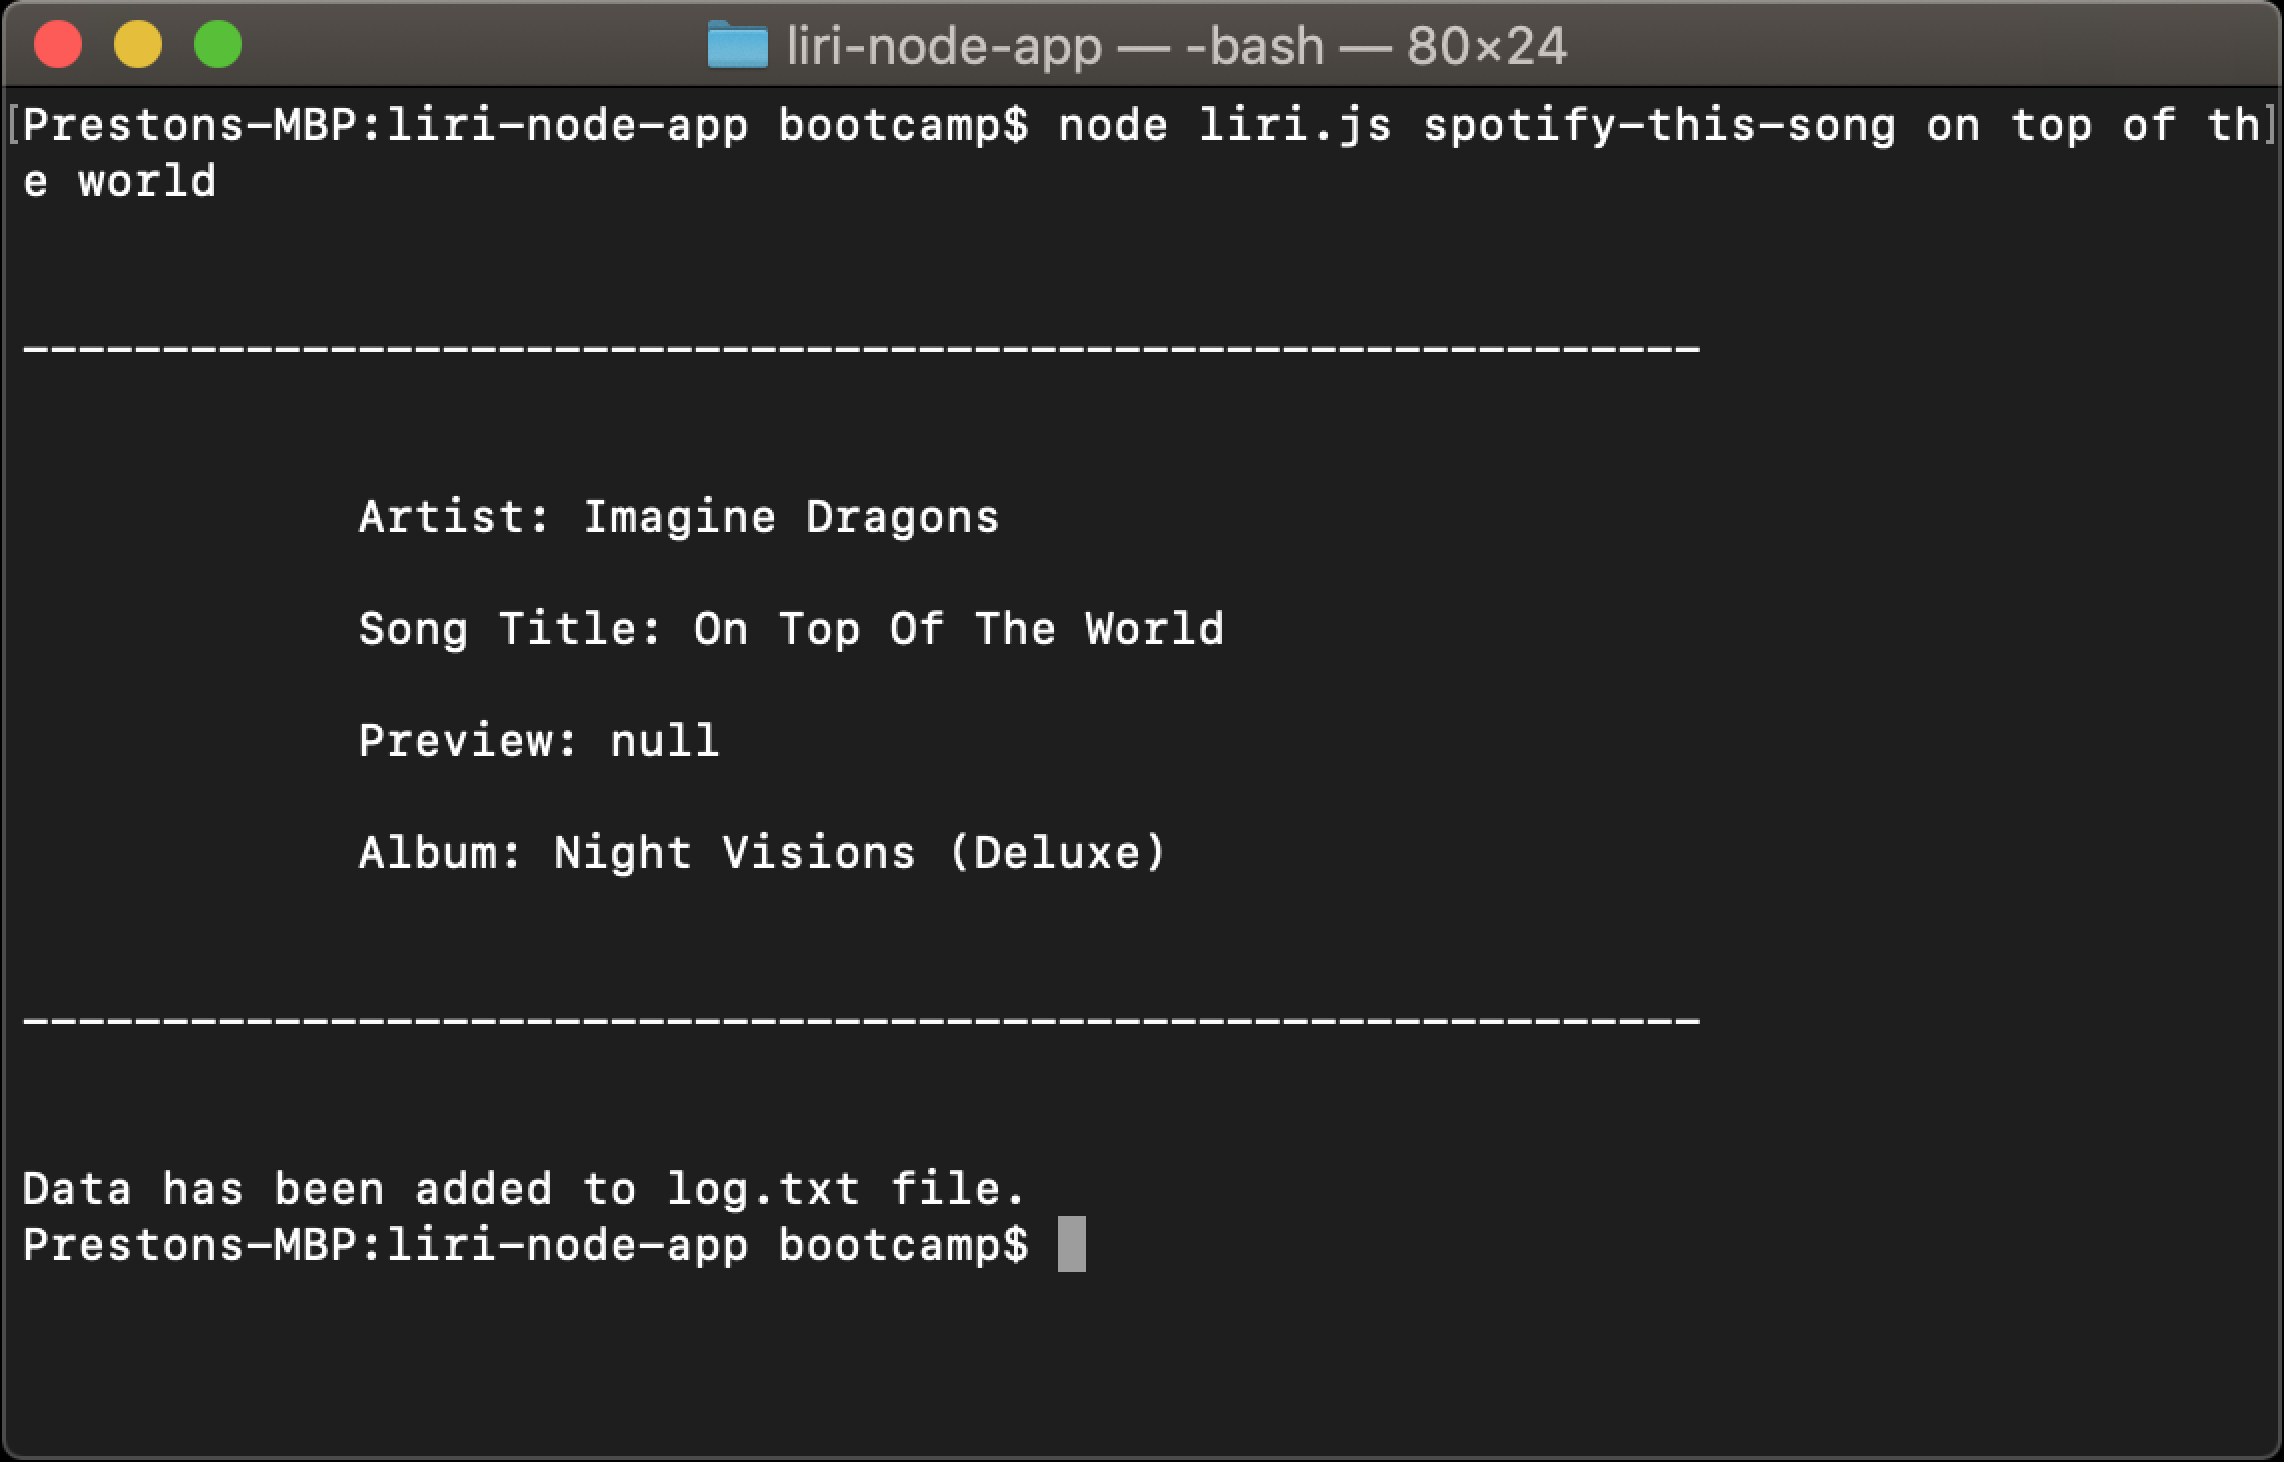 liri-node-app — -bash — 80×24
[Prestons-MBP:liri-node-app bootcamp$ node liri.js spotify-this-song on top of th]
e world
------------------------------------------------------------
Artist: Imagine Dragons
Song Title: On Top Of The World
Preview: null
Album: Night Visions (Deluxe)
------------------------------------------------------------
Data has been added to log.txt file.
Prestons-MBP:liri-node-app bootcamp$